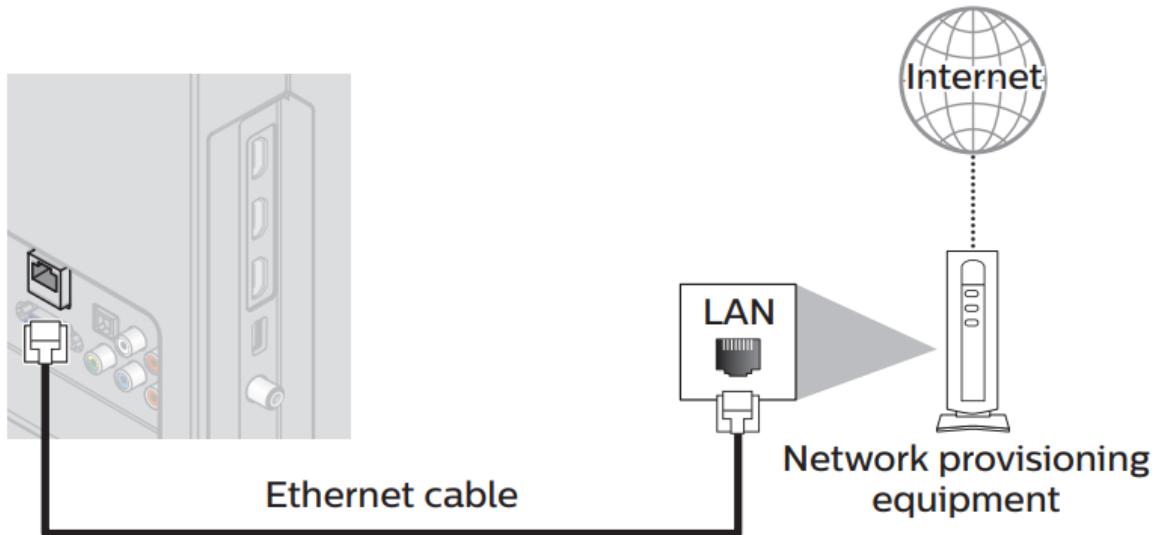 Internet
LAN
Network provisioning
equipment
Ethernet cable